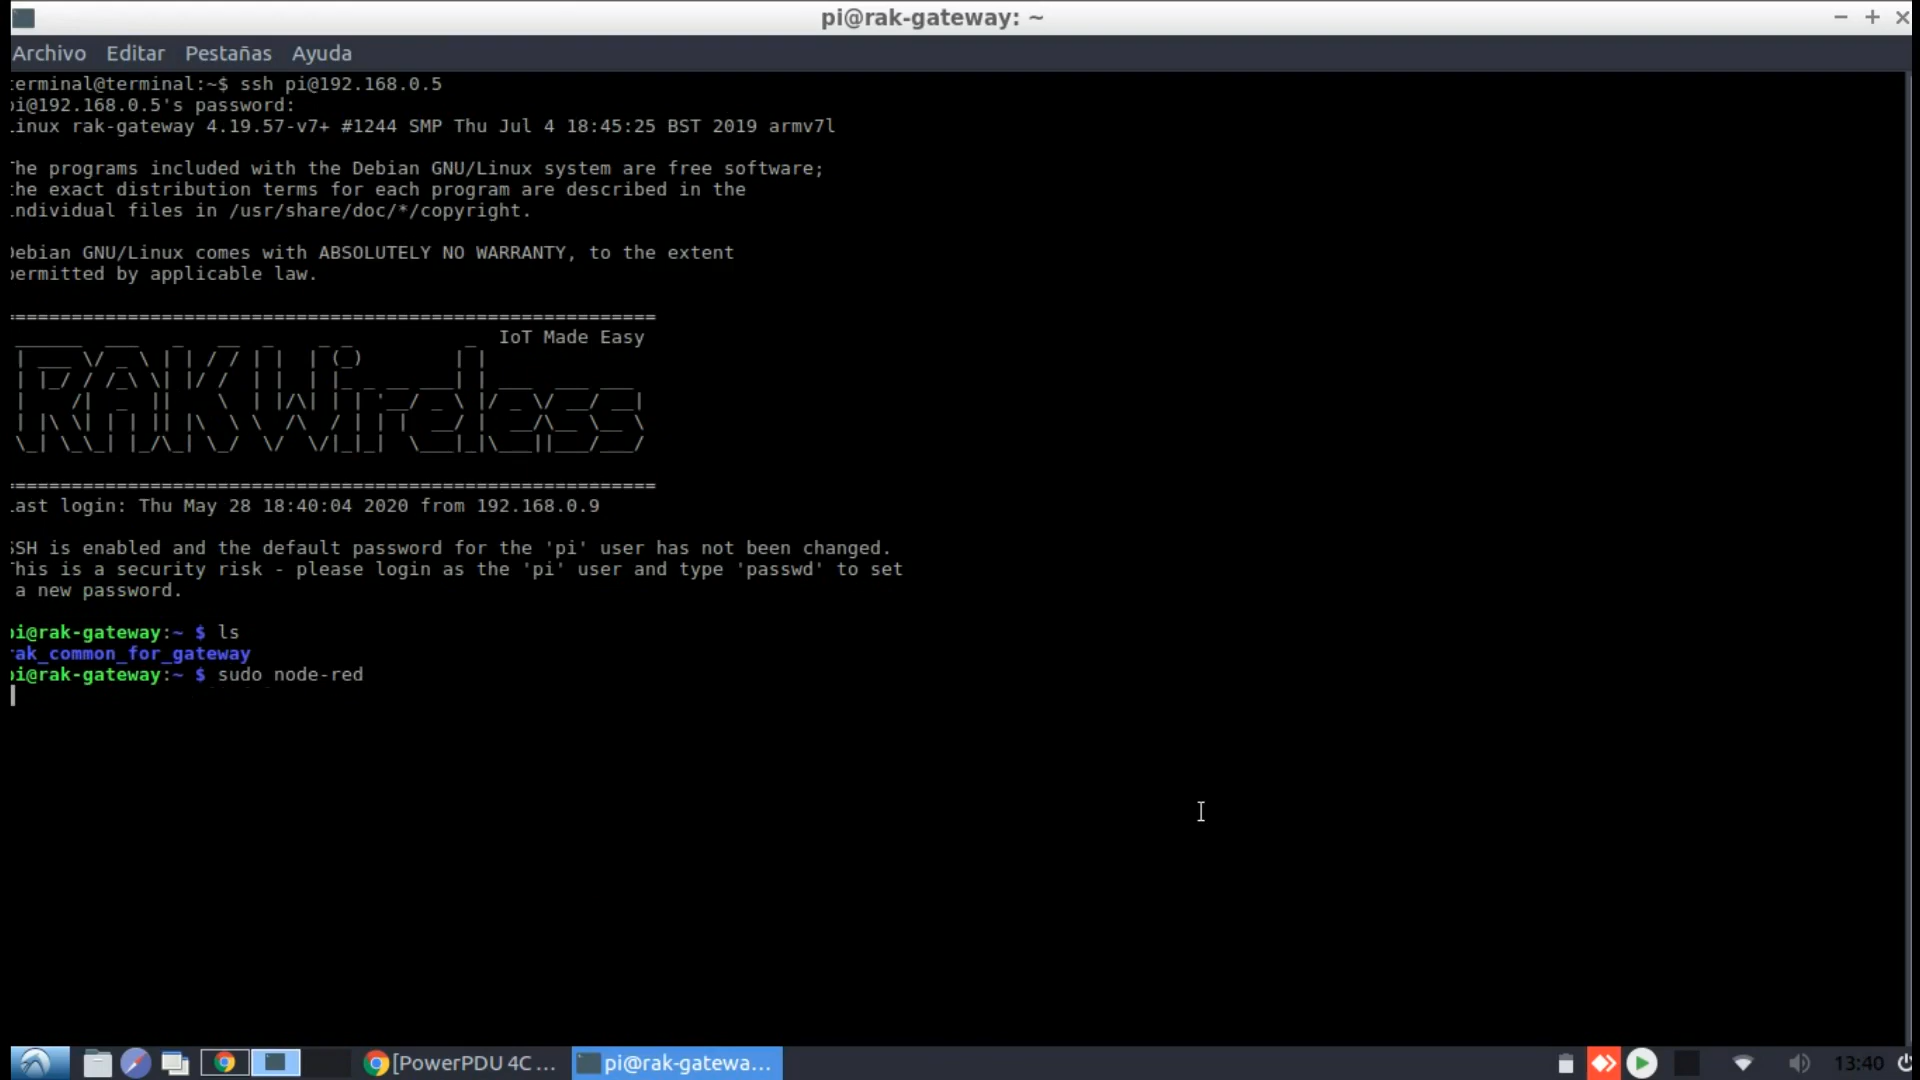 pi@rak-gateway: ~
Archivo Editar Pestañas Ayuda
erminal@terminal:~$ ssh pi@192.168.0.5
pi@192.168.0.5's password:
Linux rak-gateway 4.19.57-v7+ #1244 SMP Thu Jul 4 18:45:25 BST 2019 armv7l
The programs included with the Debian GNU/Linux system are free software;
the exact distribution terms for each program are described in the
individual files in /usr/share/doc/*/copyright.
Debian GNU/Linux comes with ABSOLUTELY NO WARRANTY, to the extent
permitted by applicable law.
IoT Made Easy
RAKWireless
Last login: Thu May 28 18:40:04 2020 from 192.168.0.9
SSH is enabled and the default password for the 'pi' user has not been changed.
This is a security risk - please login as the 'pi' user and type 'passwd' to set
a new password.
pi@rak-gateway:~ $ ls
rak_common_for_gateway
pi@rak-gateway:~ $ sudo node-red
[PowerPDU 4C ... pi@rak-gatewa... 13:40